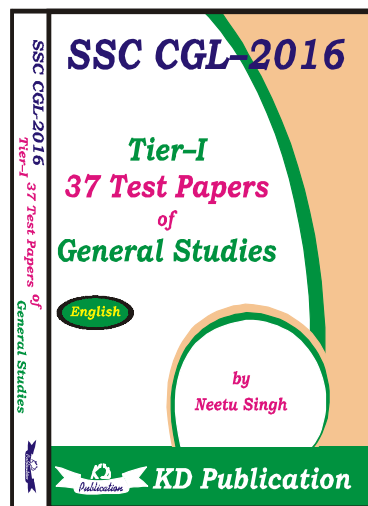 SSC CGL-2016 Tier-I 37 Test Papers of General Studies
Publication
SSC CGL-2016
Tier-I
37 Test Papers
of
General Studies
English
by
Neetu Singh
Publication
KD Publication